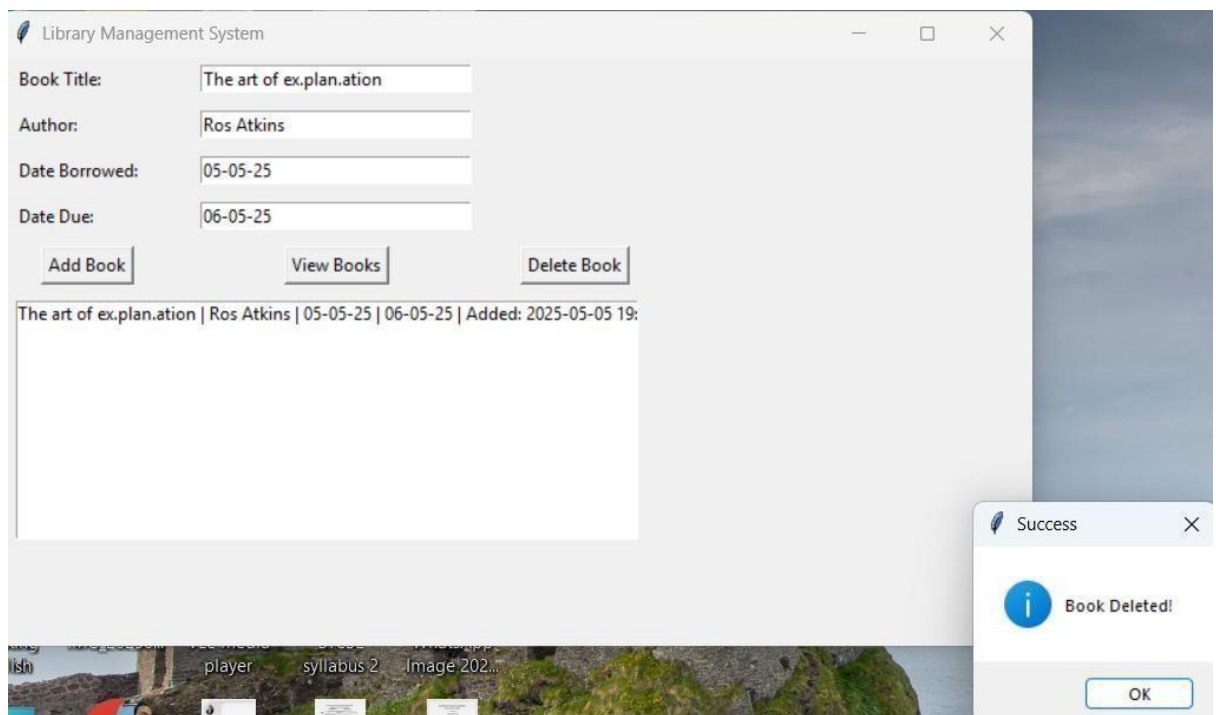 Library Management System
Book Title:
The art of ex.plan.ation
Author:
Ros Atkins
Date Borrowed:
05-05-25
Date Due:
06-05-25
Add Book
View Books
Delete Book
The art of ex.plan.ation | Ros Atkins | 05-05-25 | 06-05-25 | Added: 2025-05-05 19:
Success
i
Book Deleted!
OK
player
syllabus 2
Image 202...